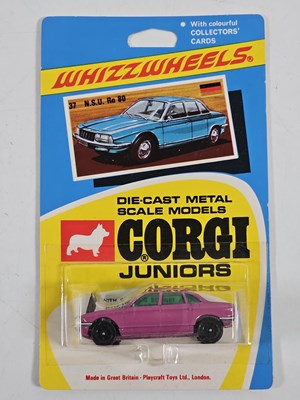 • With colourful
COLLECTORS'
CARDS
WHIZZWHEELS®
37 N.S.U. Ro 80
DIE-CAST METAL
SCALE MODELS
CORGI®
JUNIORS
Made in Great Britain - Playcraft Toys Ltd., London.